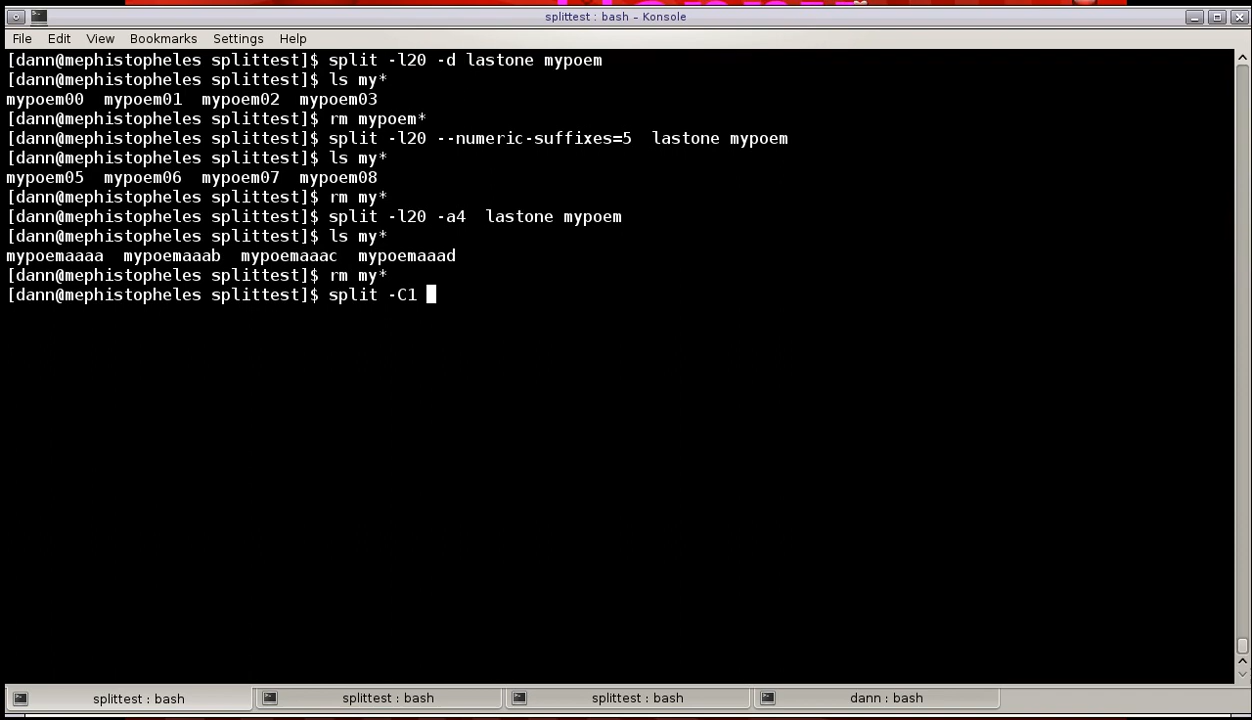 splittest : bash – Konsole
File Edit View Bookmarks Settings Help
[dann@mephistopheles splittest]$ split -l20 -d lastone mypoem
[dann@mephistopheles splittest]$ ls my*
mypoem00  mypoem01  mypoem02  mypoem03
[dann@mephistopheles splittest]$ rm mypoem*
[dann@mephistopheles splittest]$ split -l20 --numeric-suffixes=5  lastone mypoem
[dann@mephistopheles splittest]$ ls my*
mypoem05  mypoem06  mypoem07  mypoem08
[dann@mephistopheles splittest]$ rm my*
[dann@mephistopheles splittest]$ split -l20 -a4  lastone mypoem
[dann@mephistopheles splittest]$ ls my*
mypoemaaaa  mypoemaaab  mypoemaaac  mypoemaaad
[dann@mephistopheles splittest]$ rm my*
[dann@mephistopheles splittest]$ split -C1
splittest : bash splittest : bash splittest : bash dann : bash